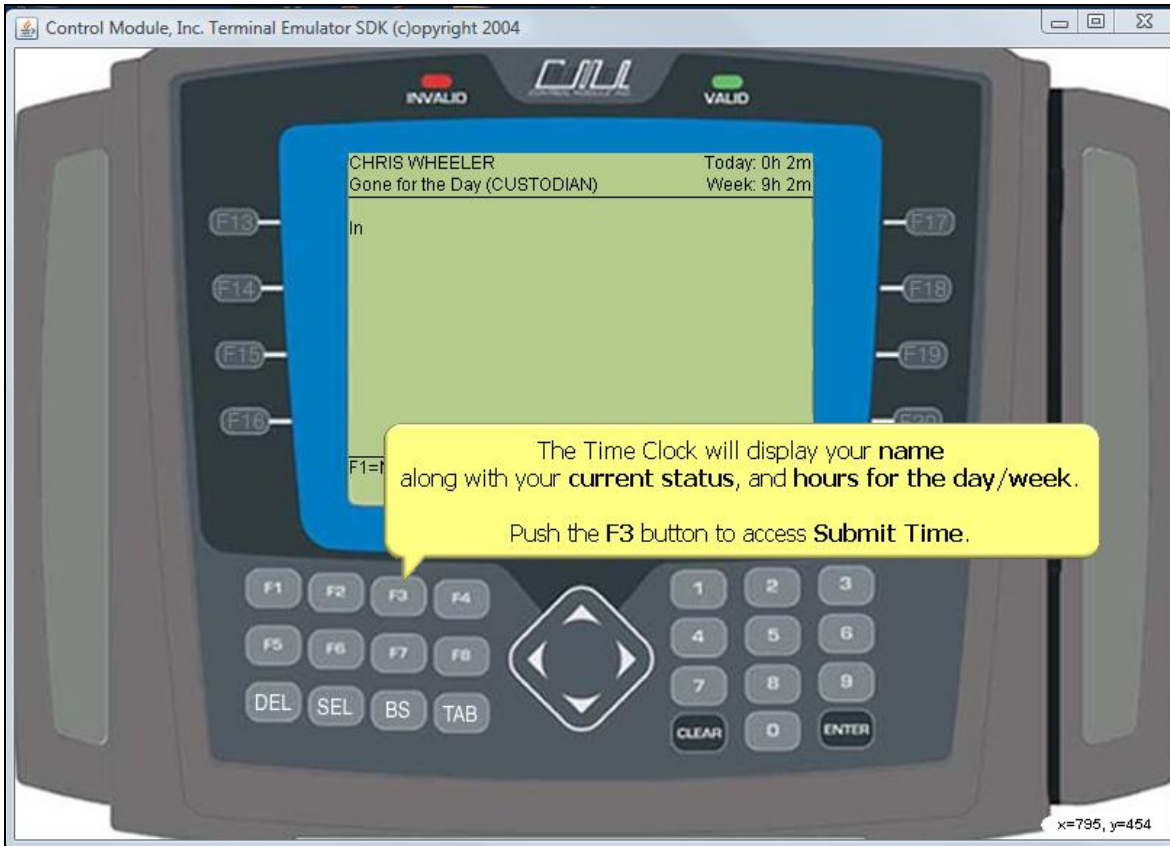 Control Module, Inc. Terminal Emulator SDK (c)opyright 2004
CMI
INVALID
VALID
CHRIS WHEELER Today: 0h 2m
Gone for the Day (CUSTODIAN) Week: 9h 2m
In
F13 F17
F14 F18
F15 F19
F16 F20
The Time Clock will display your name
along with your current status, and hours for the day/week.
Push the F3 button to access Submit Time.
F1 F2 F3 F4
F5 F6 F7 F8
DEL SEL BS TAB
1 2 3
4 5 6
7 8 9
CLEAR 0 ENTER
x=795, y=454